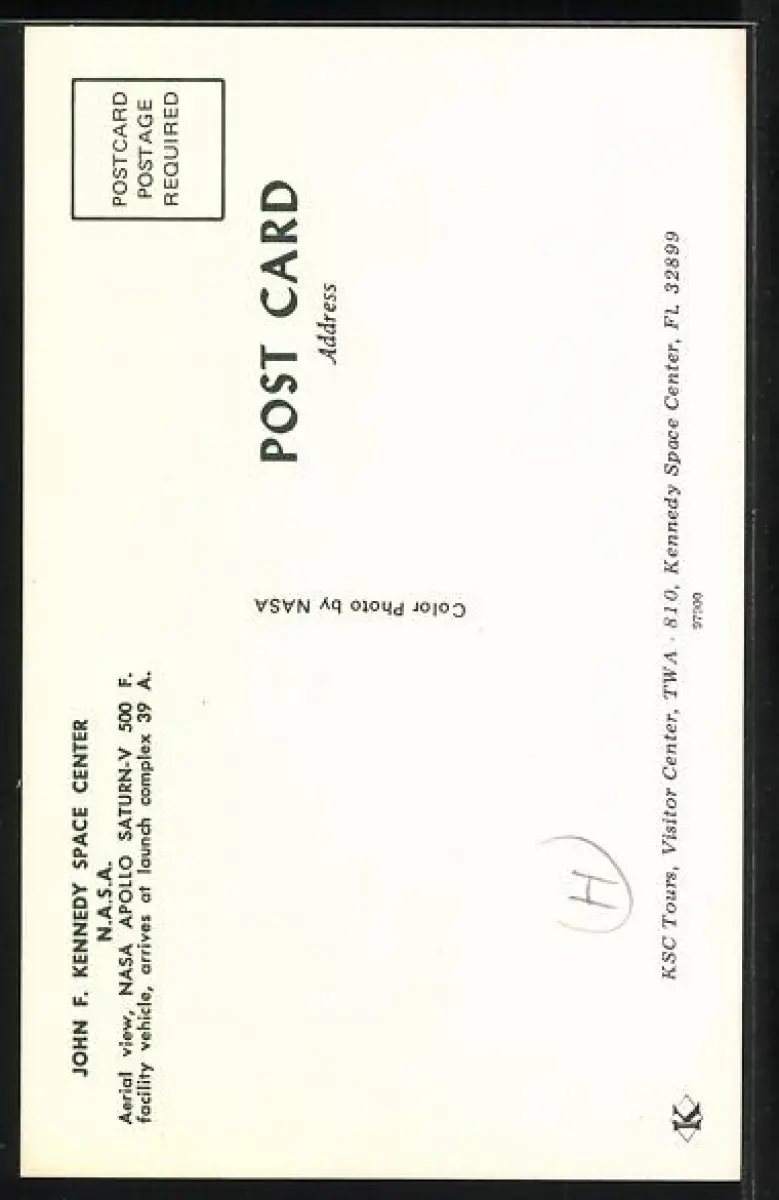 JOHN F. KENNEDY SPACE CENTER
N.A.S.A.
Aerial view, NASA APOLLO SATURN-V 500 F.
facility vehicle, arrives at launch complex 39 A.
POSTCARD
POSTAGE
REQUIRED
POST CARD
Address
Color Photo by NASA
H
KSC Tours, Visitor Center, TWA - 810, Kennedy Space Center, Fl. 32899
97900
K